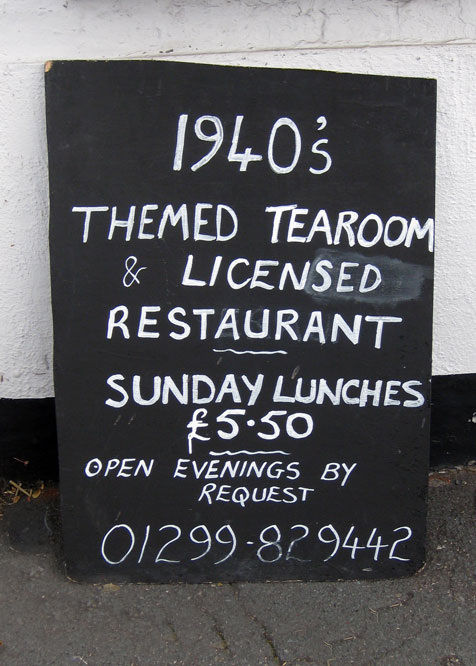 1940's
THEMED TEAROOM
& LICENSED
RESTAURANT
SUNDAY LUNCHES
£5.50
OPEN EVENINGS BY
REQUEST
01299-829442